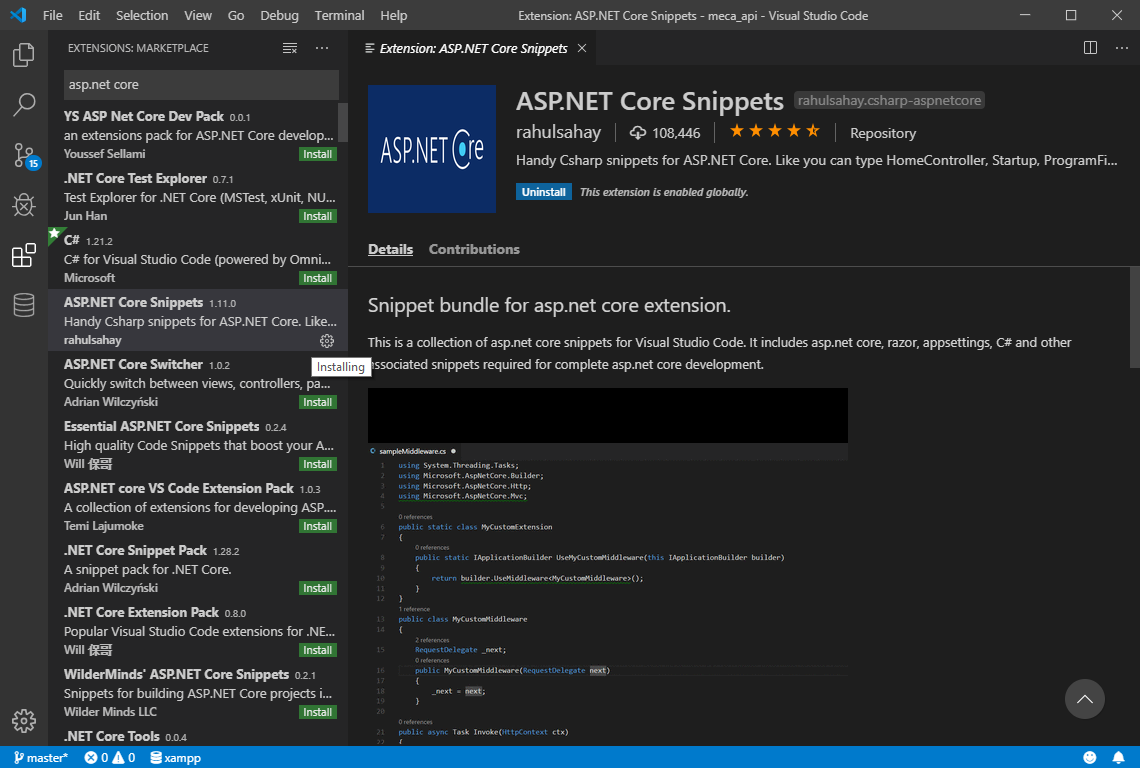 File Edit Selection View Go Debug Terminal Help
Extension: ASP.NET Core Snippets - meca_api - Visual Studio Code
EXTENSIONS: MARKETPLACE
asp.net core
YS ASP Net Core Dev Pack 0.0.1
an extensions pack for ASP.NET Core develop...
Youssef Sellami Install
.NET Core Test Explorer 0.7.1
Test Explorer for .NET Core (MSTest, xUnit, NU...
Jun Han Install
C# 1.21.2
C# for Visual Studio Code (powered by Omni...
Microsoft Install
ASP.NET Core Snippets 1.11.0
Handy Csharp snippets for ASP.NET Core. Like...
rahulsahay
Installing
ASP.NET Core Switcher 1.0.2
Quickly switch between views, controllers, pa...
Adrian Wilczyński Install
Essential ASP.NET Core Snippets 0.2.4
High quality Code Snippets that boost your A...
Will 保哥 Install
ASP.NET core VS Code Extension Pack 1.0.3
A collection of extensions for developing ASP....
Temi Lajumoke Install
.NET Core Snippet Pack 1.28.2
A snippet pack for .NET Core.
Adrian Wilczyński Install
.NET Core Extension Pack 0.8.0
Popular Visual Studio Code extensions for .NE...
Will 保哥 Install
WilderMinds' ASP.NET Core Snippets 0.2.1
Snippets for building ASP.NET Core projects i...
Wilder Minds LLC Install
.NET Core Tools 0.0.4
15
Extension: ASP.NET Core Snippets
ASP.NET Core
ASP.NET Core Snippets rahulsahay.csharp-aspnetcore
rahulsahay 108,446 Repository
Handy Csharp snippets for ASP.NET Core. Like you can type HomeController, Startup, ProgramFi...
Uninstall This extension is enabled globally.
Details Contributions
Snippet bundle for asp.net core extension.
This is a collection of asp.net core snippets for Visual Studio Code. It includes asp.net core, razor, appsettings, C# and other
associated snippets required for complete asp.net core development.
sampleMiddleware.cs
1 using System.Threading.Tasks;
2 using Microsoft.AspNetCore.Builder;
3 using Microsoft.AspNetCore.Http;
4 using Microsoft.AspNetCore.Mvc;
5
0 references
6 public static class MyCustomExtension
7 {
0 references
8 public static IApplicationBuilder UseMyCustomMiddleware(this IApplicationBuilder builder)
9 {
10 return builder.UseMiddleware<MyCustomMiddleware>();
11 }
12 }
1 reference
13 public class MyCustomMiddleware
14 {
2 references
15 RequestDelegate _next;
0 references
16 public MyCustomMiddleware(RequestDelegate next)
17 {
18 _next = next;
19 }
20
0 references
21 public async Task Invoke(HttpContext ctx)
22 {
master* 0 0 xampp